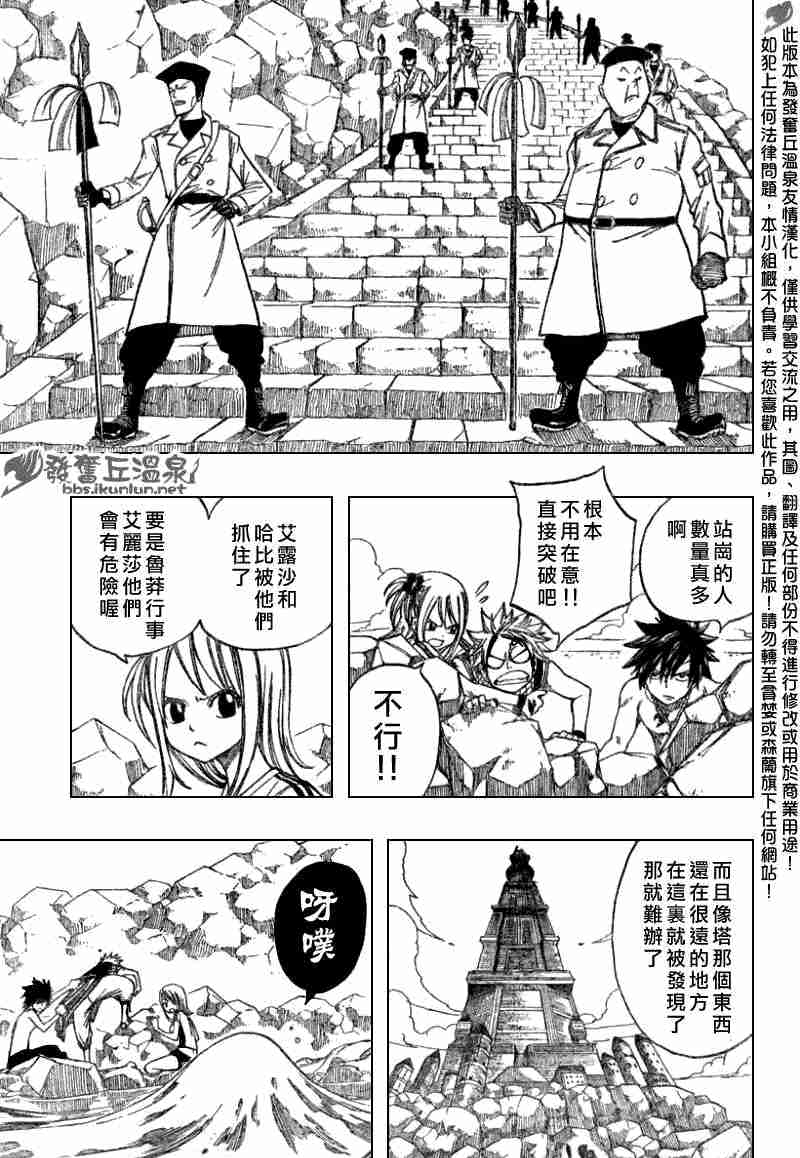 此版本為發奮丘溫泉友情漢化，僅供學習交流之用，其圖、翻譯及任何部份不得進行修改或用於商業用途！
如犯上任何法律問題，本小組概不負責。若您喜歡此作品，請購買正版！請勿轉至貪婪或森蘭旗下任何網站！
發奮丘溫泉
bbs.ikunlun.net
站崗的人
數量真多
啊
根本
不用在意!!
直接突破吧
不行!!
艾露沙和
哈比被他們
抓住了
要是魯莽行事
艾麗莎他們
會有危險喔
而且像塔那個東西
還在很遠的地方
在這裏就被發現了
那就難辦了
呀噗